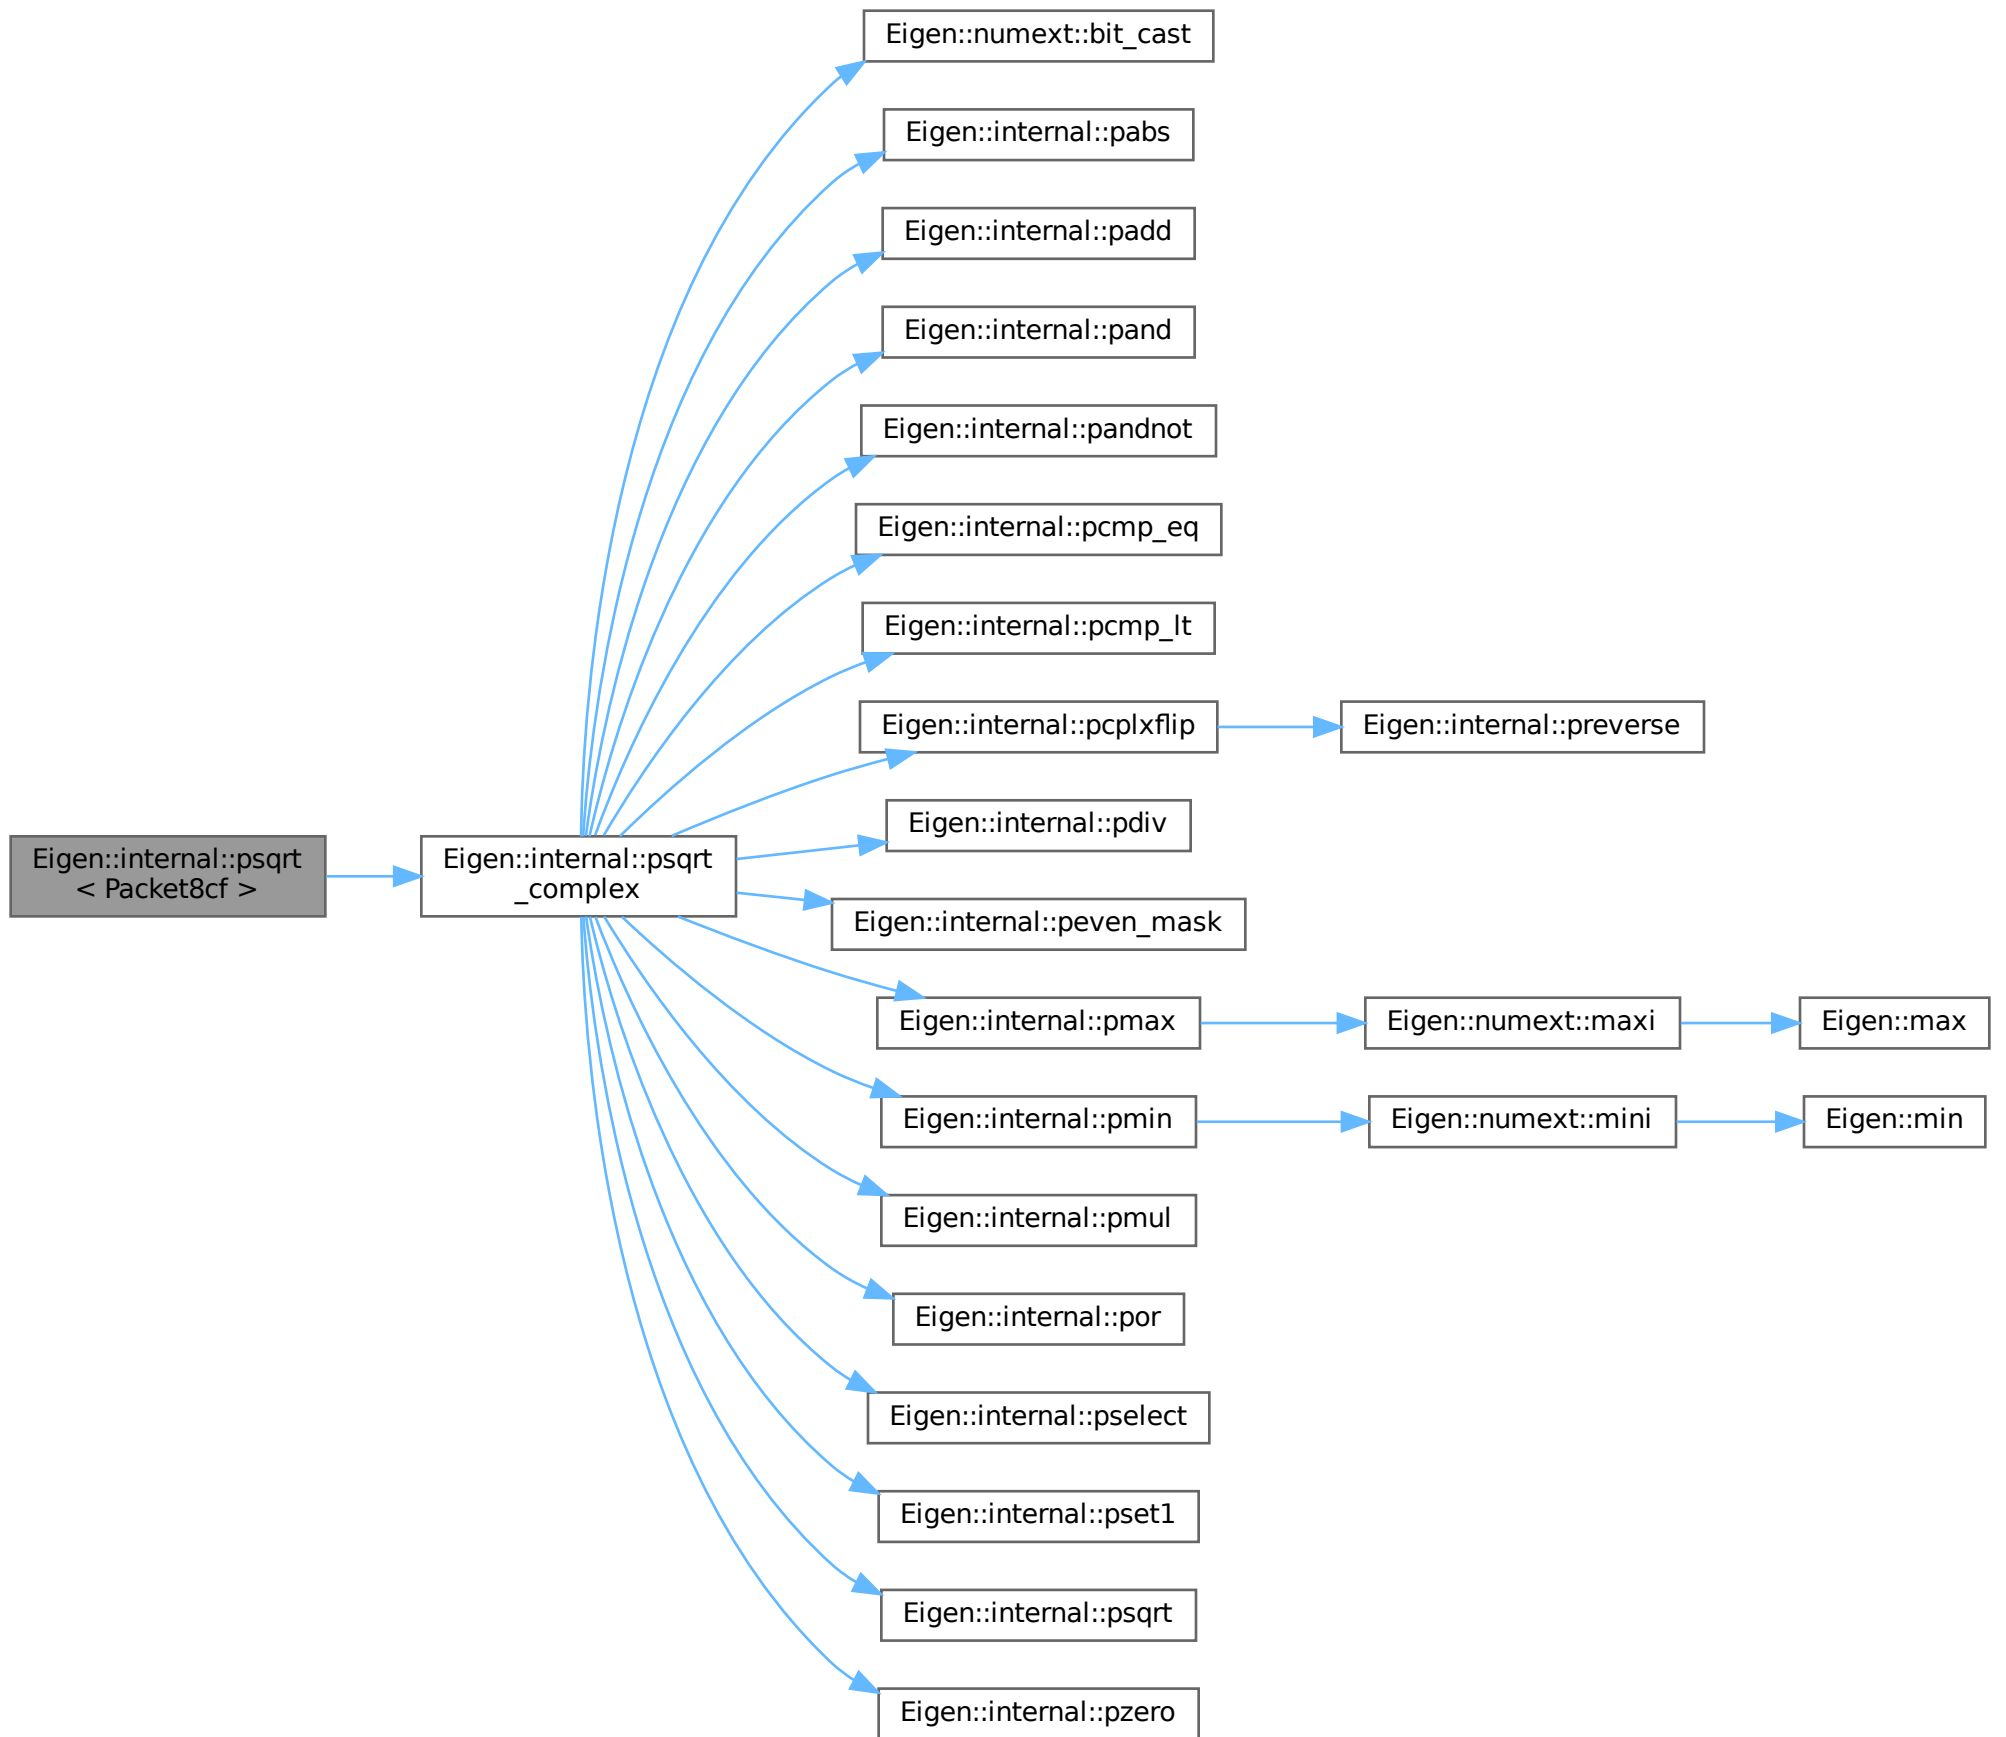 Eigen::numext::bit_cast
Eigen::internal::pabs
Eigen::internal::padd
Eigen::internal::pand
Eigen::internal::pandnot
Eigen::internal::pcmp_eq
Eigen::internal::pcmp_lt
Eigen::internal::pcplxflip
Eigen::internal::preverse
Eigen::internal::pdiv
Eigen::internal::psqrt
< Packet8cf >
Eigen::internal::psqrt
_complex
Eigen::internal::peven_mask
Eigen::internal::pmax
Eigen::numext::maxi
Eigen::max
Eigen::internal::pmin
Eigen::numext::mini
Eigen::min
Eigen::internal::pmul
Eigen::internal::por
Eigen::internal::pselect
Eigen::internal::pset1
Eigen::internal::psqrt
Eigen::internal::pzero